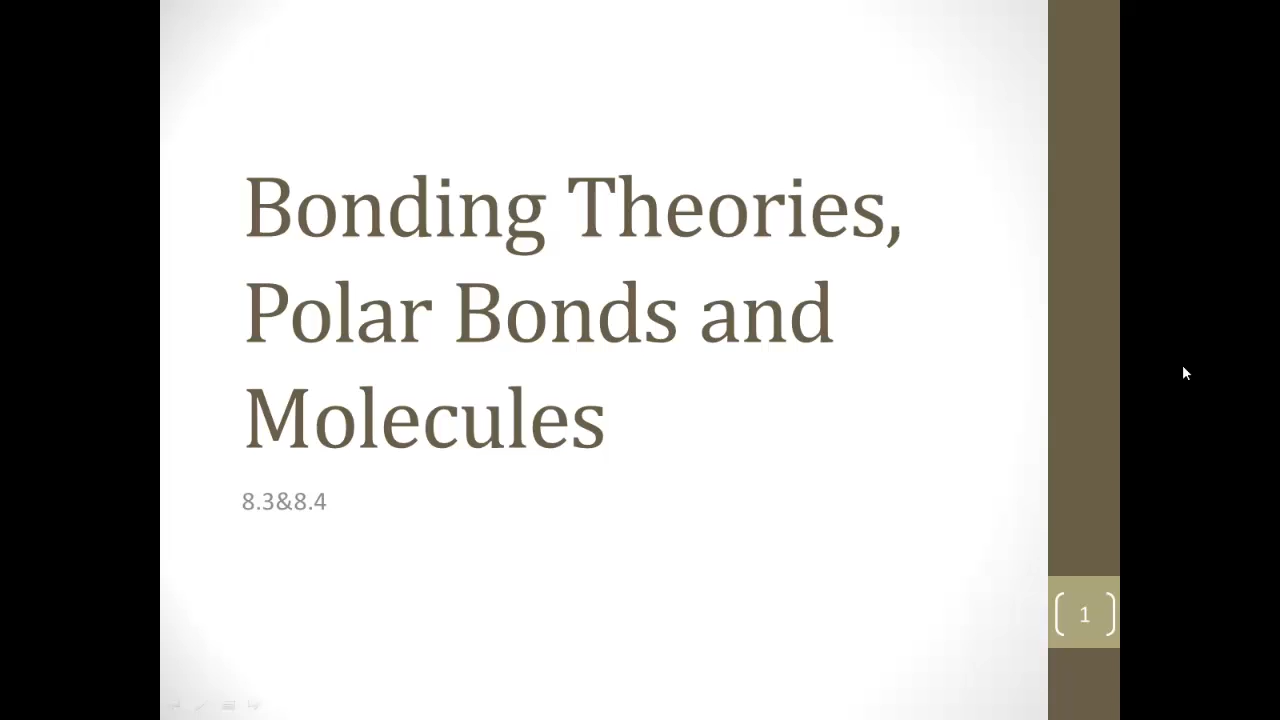 Bonding Theories,
Polar Bonds and
Molecules
8.3&8.4
1